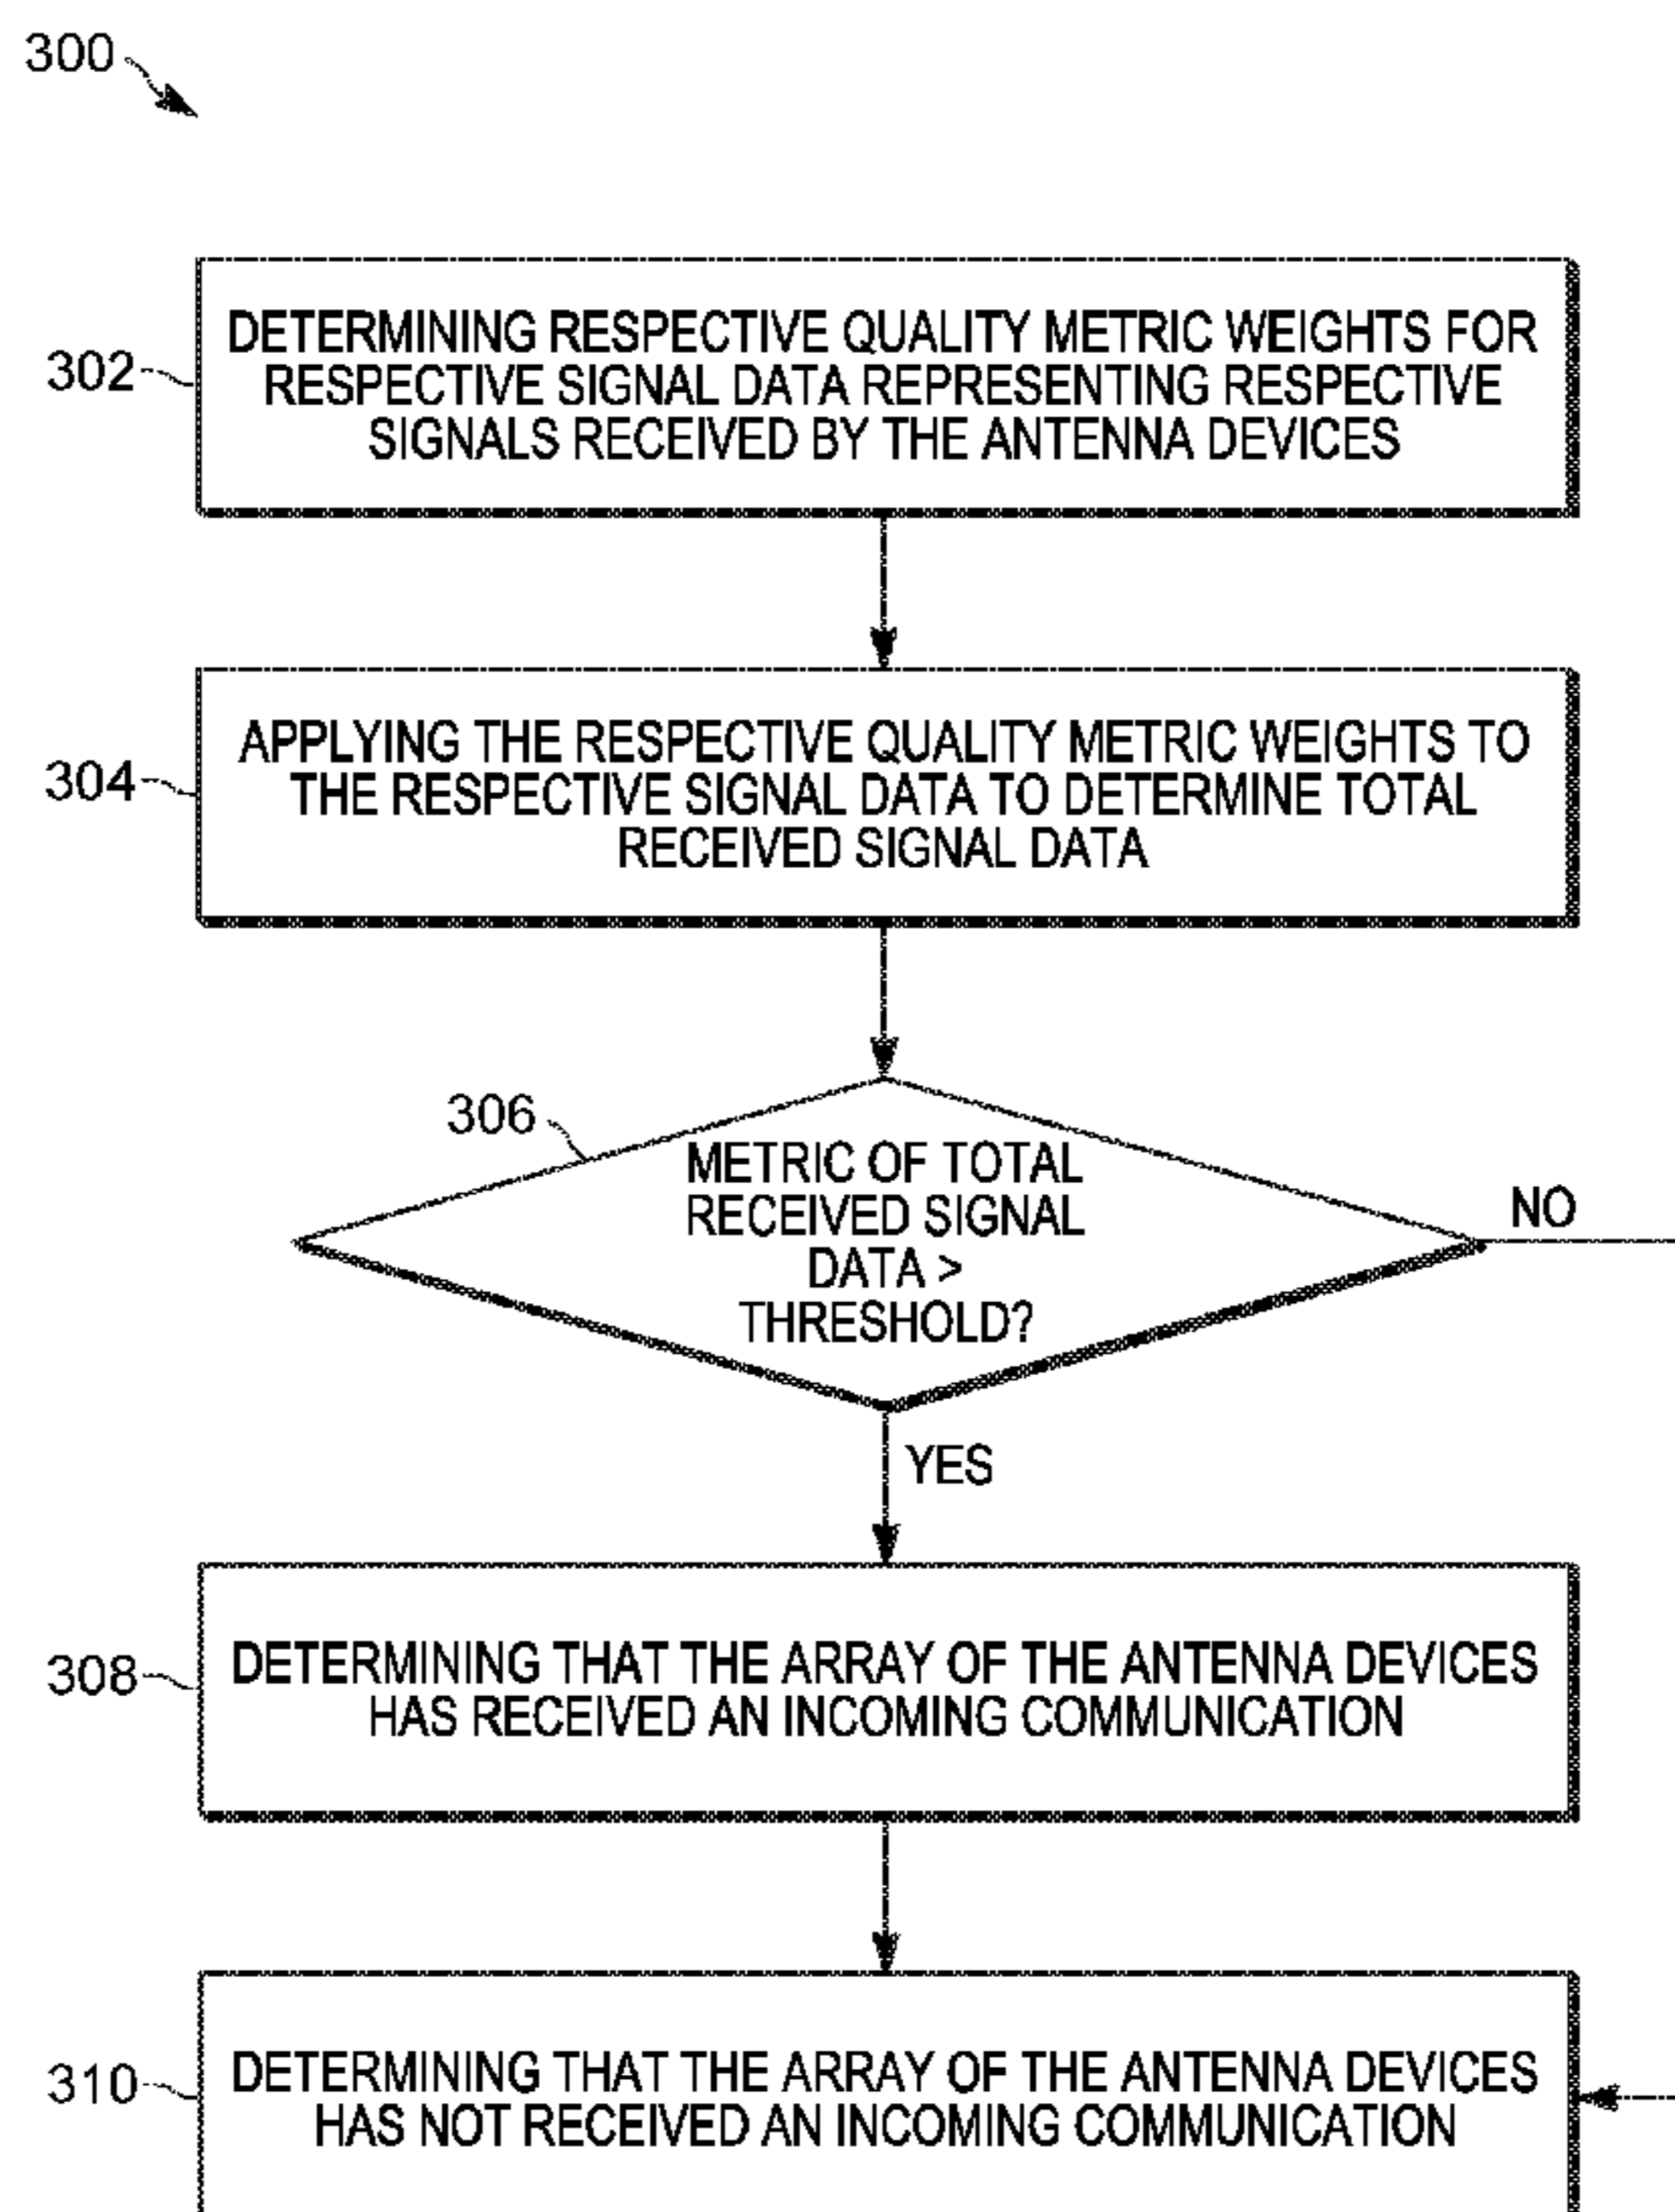 300
302
DETERMINING RESPECTIVE QUALITY METRIC WEIGHTS FOR
RESPECTIVE SIGNAL DATA REPRESENTING RESPECTIVE
SIGNALS RECEIVED BY THE ANTENNA DEVICES
304
APPLYING THE RESPECTIVE QUALITY METRIC WEIGHTS TO
THE RESPECTIVE SIGNAL DATA TO DETERMINE TOTAL
RECEIVED SIGNAL DATA
306
METRIC OF TOTAL
RECEIVED SIGNAL
DATA >
THRESHOLD?
NO
YES
308
DETERMINING THAT THE ARRAY OF THE ANTENNA DEVICES
HAS RECEIVED AN INCOMING COMMUNICATION
310
DETERMINING THAT THE ARRAY OF THE ANTENNA DEVICES
HAS NOT RECEIVED AN INCOMING COMMUNICATION